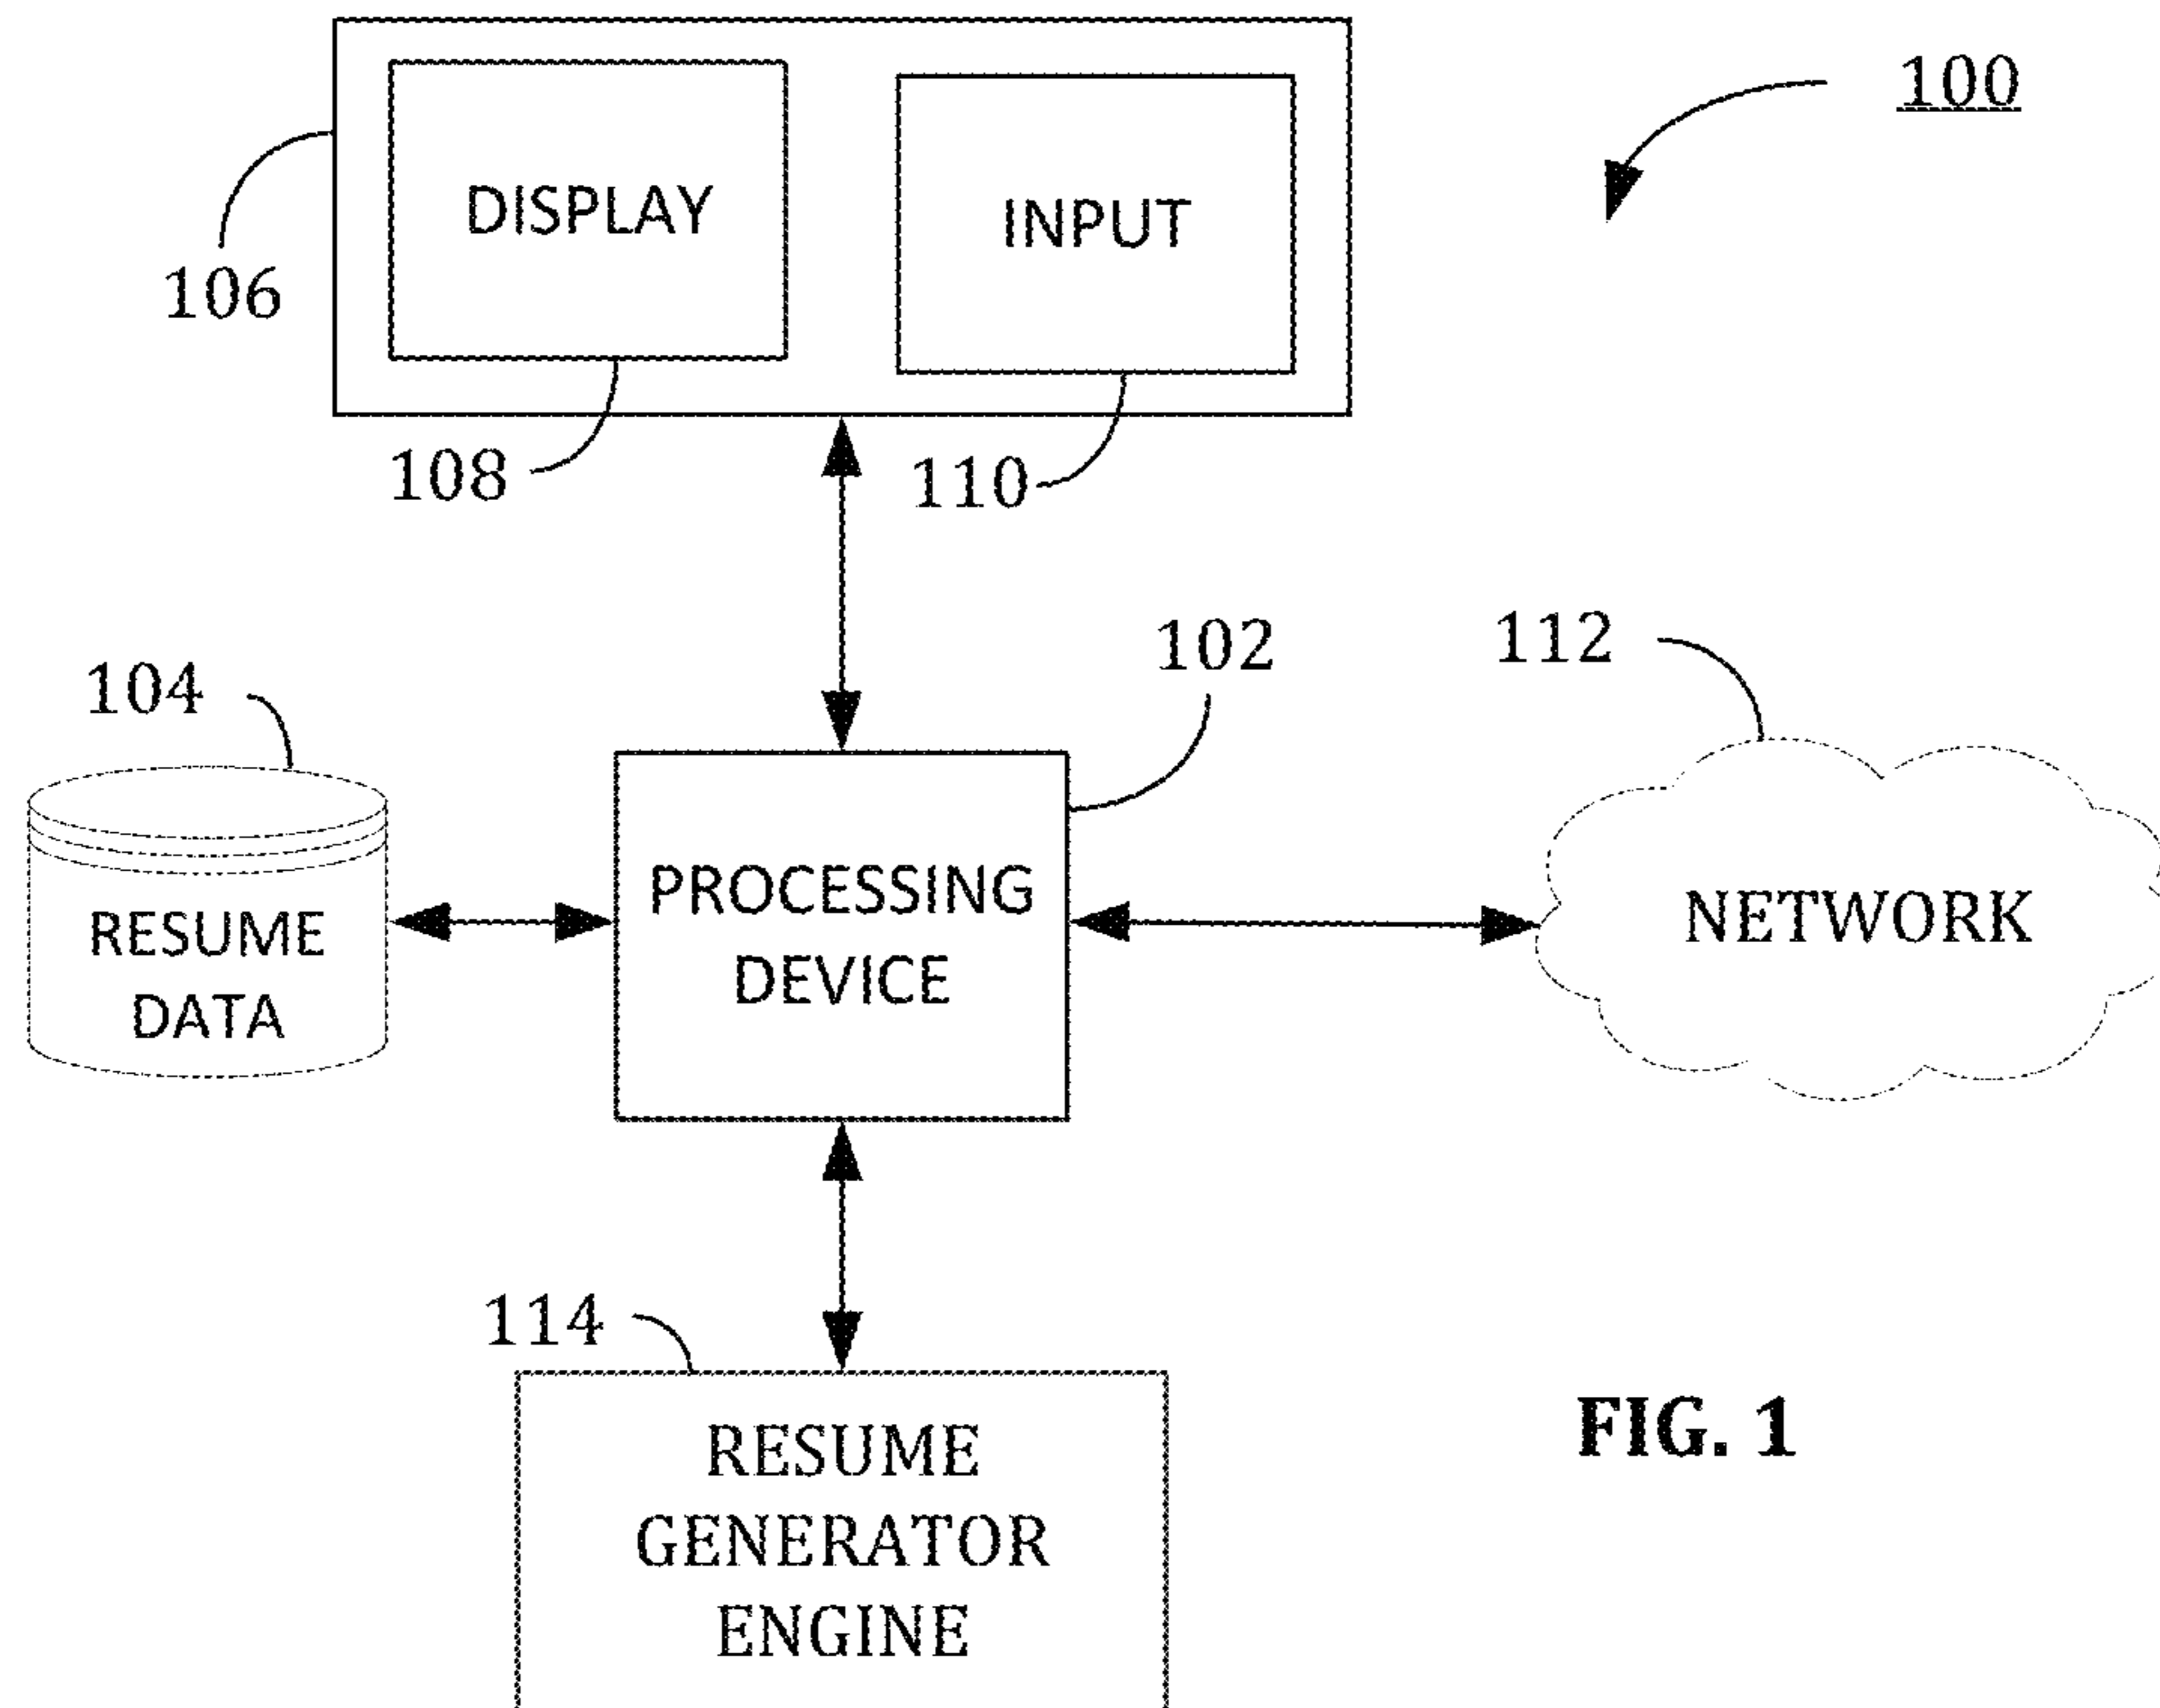 100
DISPLAY
INPUT
106
108
110
102
112
104
PROCESSING
DEVICE
RESUME
DATA
NETWORK
114
RESUME
GENERATOR
ENGINE
FIG. 1